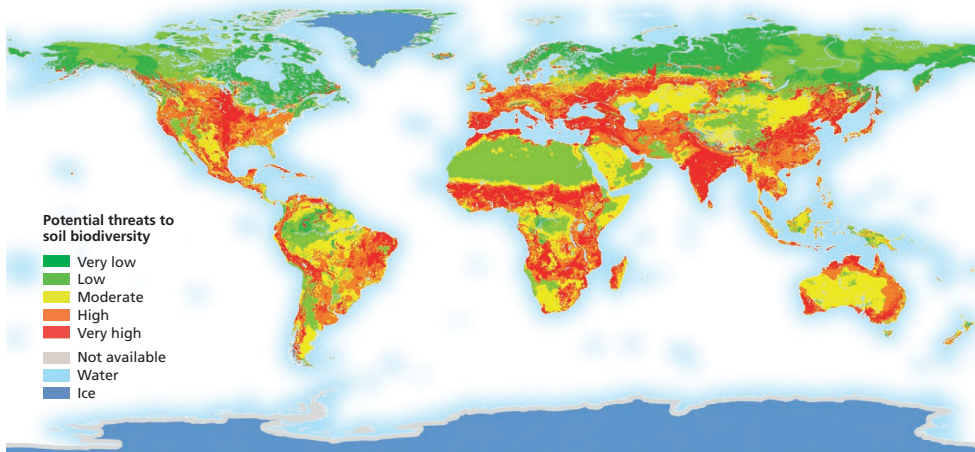 Potential threats to
soil biodiversity
Very low
Low
Moderate
High
Very high
Not available
Water
Ice